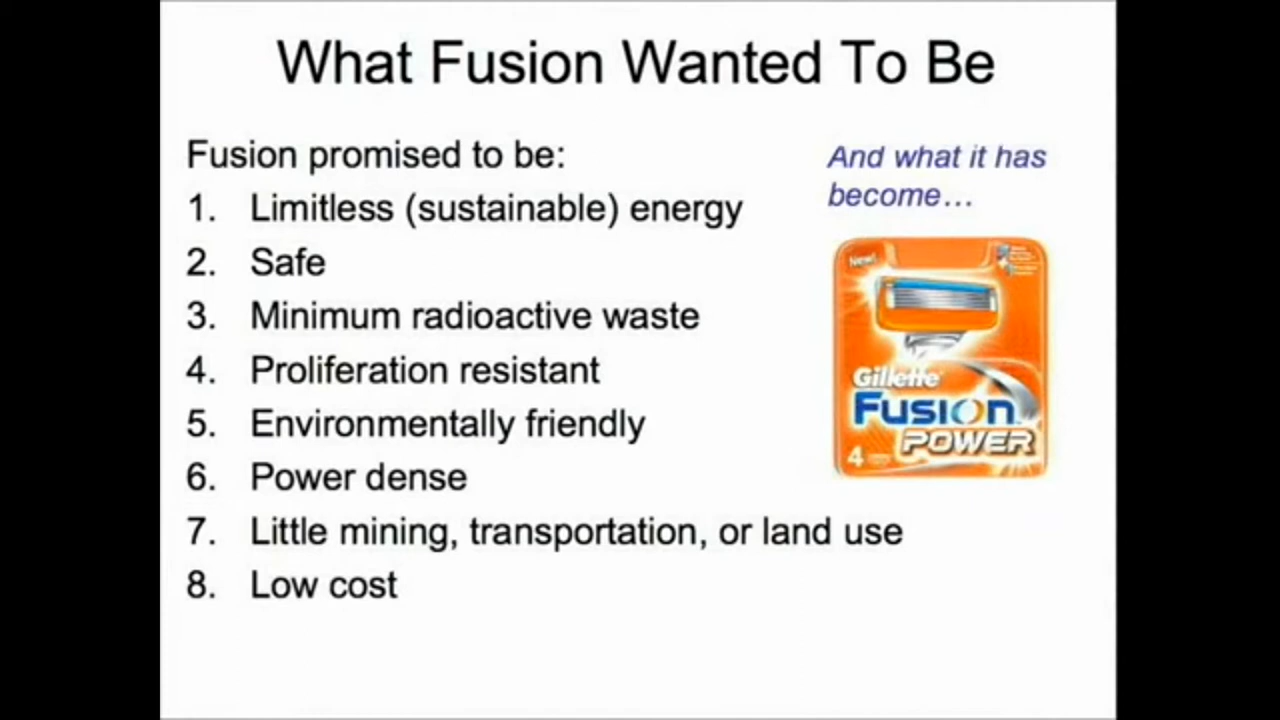 What Fusion Wanted To Be
Fusion promised to be:
1. Limitless (sustainable) energy
2. Safe
3. Minimum radioactive waste
4. Proliferation resistant
5. Environmentally friendly
6. Power dense
7. Little mining, transportation, or land use
8. Low cost
And what it has
become…
New!
Gillette
Fusion
POWER
4